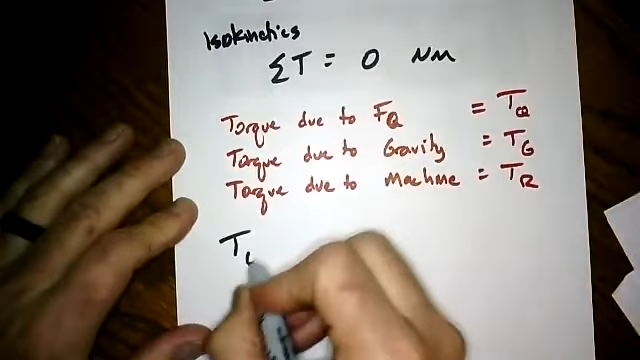 Isokinetics
ΣT = 0 NM
Torque due to FQ = TQ
Torque due to Gravity = TG
Torque due to Machine = TR
T